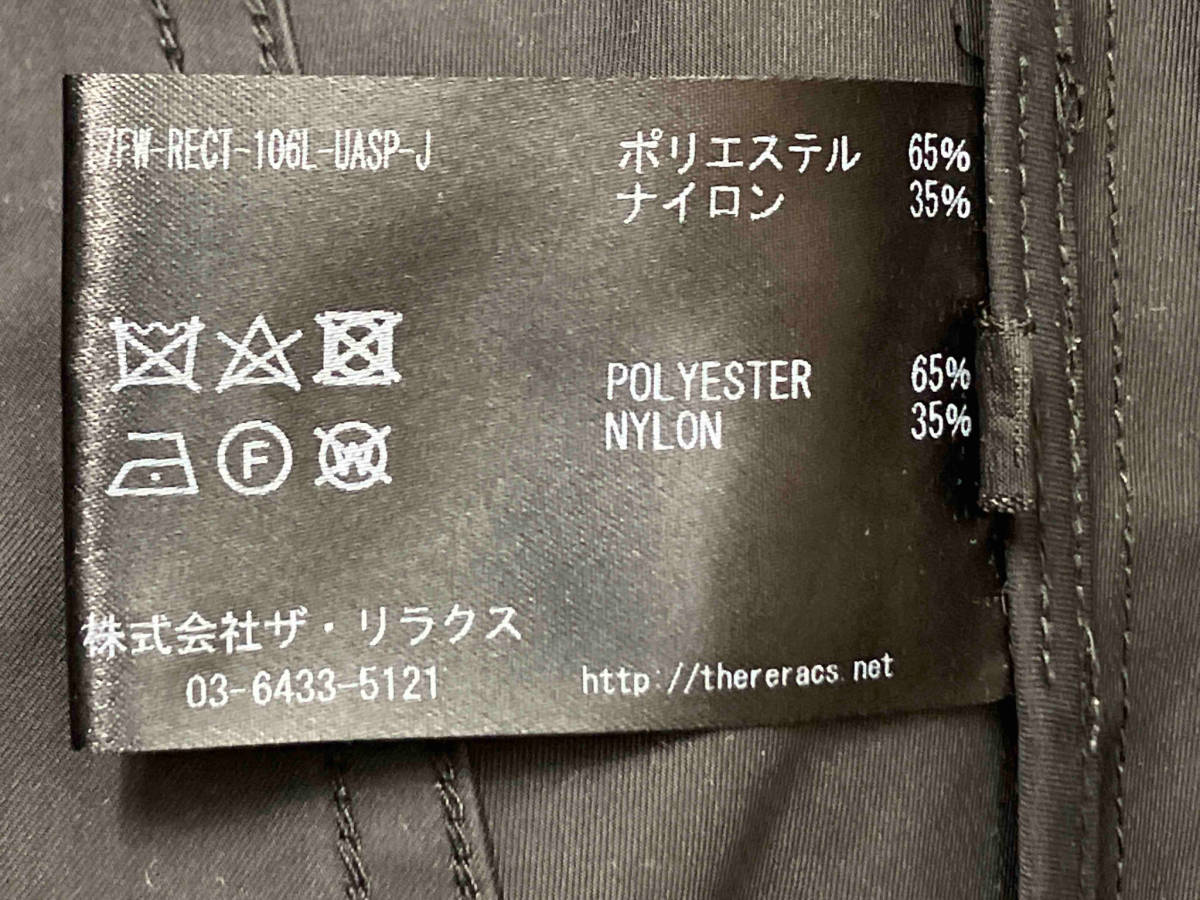 7FW-RECT-106L-UASP-J
ポリエステル 65%
ナイロン 35%
POLYESTER 65%
NYLON 35%
F
W
株式会社ザ・リラクス
03-6433-5121
http://thereracs.net